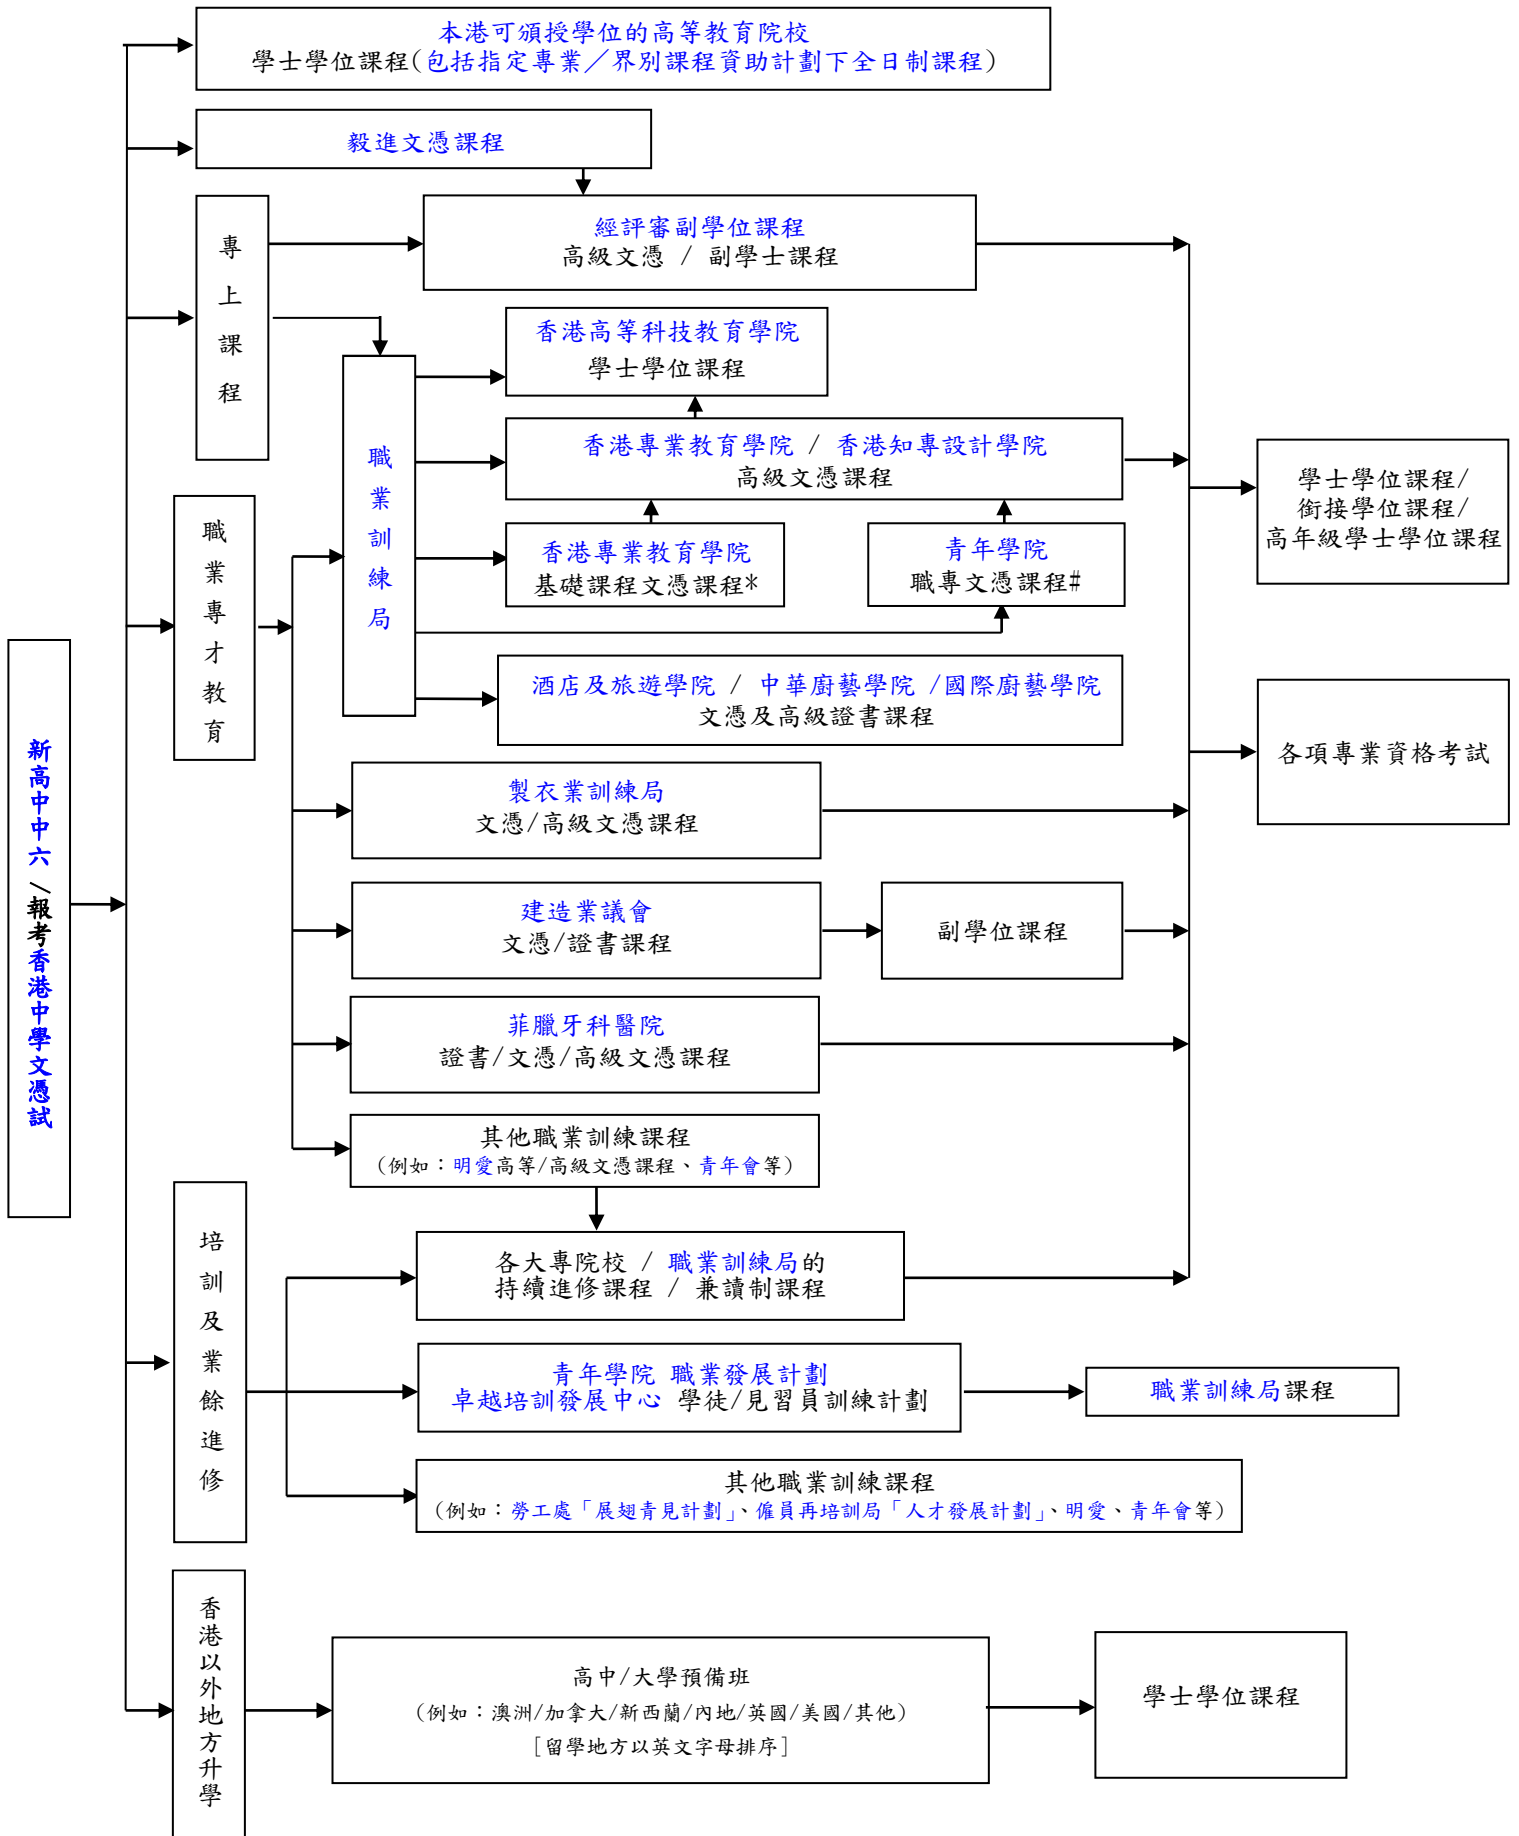 本港可頒授學位的高等教育院校
學士學位課程(包括指定專業／界別課程資助計劃下全日制課程)
毅進文憑課程
專上課程
經評審副學位課程
高級文憑 / 副學士課程
香港高等科技教育學院
學士學位課程
職業訓練局
香港專業教育學院 / 香港知專設計學院
高級文憑課程
學士學位課程/
銜接學位課程/
高年級學士學位課程
職業專才教育
香港專業教育學院
基礎課程文憑課程*
青年學院
職專文憑課程#
酒店及旅遊學院 / 中華廚藝學院 /國際廚藝學院
文憑及高級證書課程
各項專業資格考試
新高中中六 /報考香港中學文憑試
製衣業訓練局
文憑/高級文憑課程
建造業議會
文憑/證書課程
副學位課程
菲臘牙科醫院
證書/文憑/高級文憑課程
其他職業訓練課程
(例如：明愛高等/高級文憑課程、青年會等)
培訓及業餘進修
各大專院校 / 職業訓練局的
持續進修課程 / 兼讀制課程
青年學院 職業發展計劃
卓越培訓發展中心 學徒/見習員訓練計劃
職業訓練局課程
其他職業訓練課程
(例如：勞工處「展翅青見計劃」、僱員再培訓局「人才發展計劃」、明愛、青年會等)
香港以外地方升學
高中/大學預備班
(例如：澳洲/加拿大/新西蘭/內地/英國/美國/其他)
[留學地方以英文字母排序]
學士學位課程